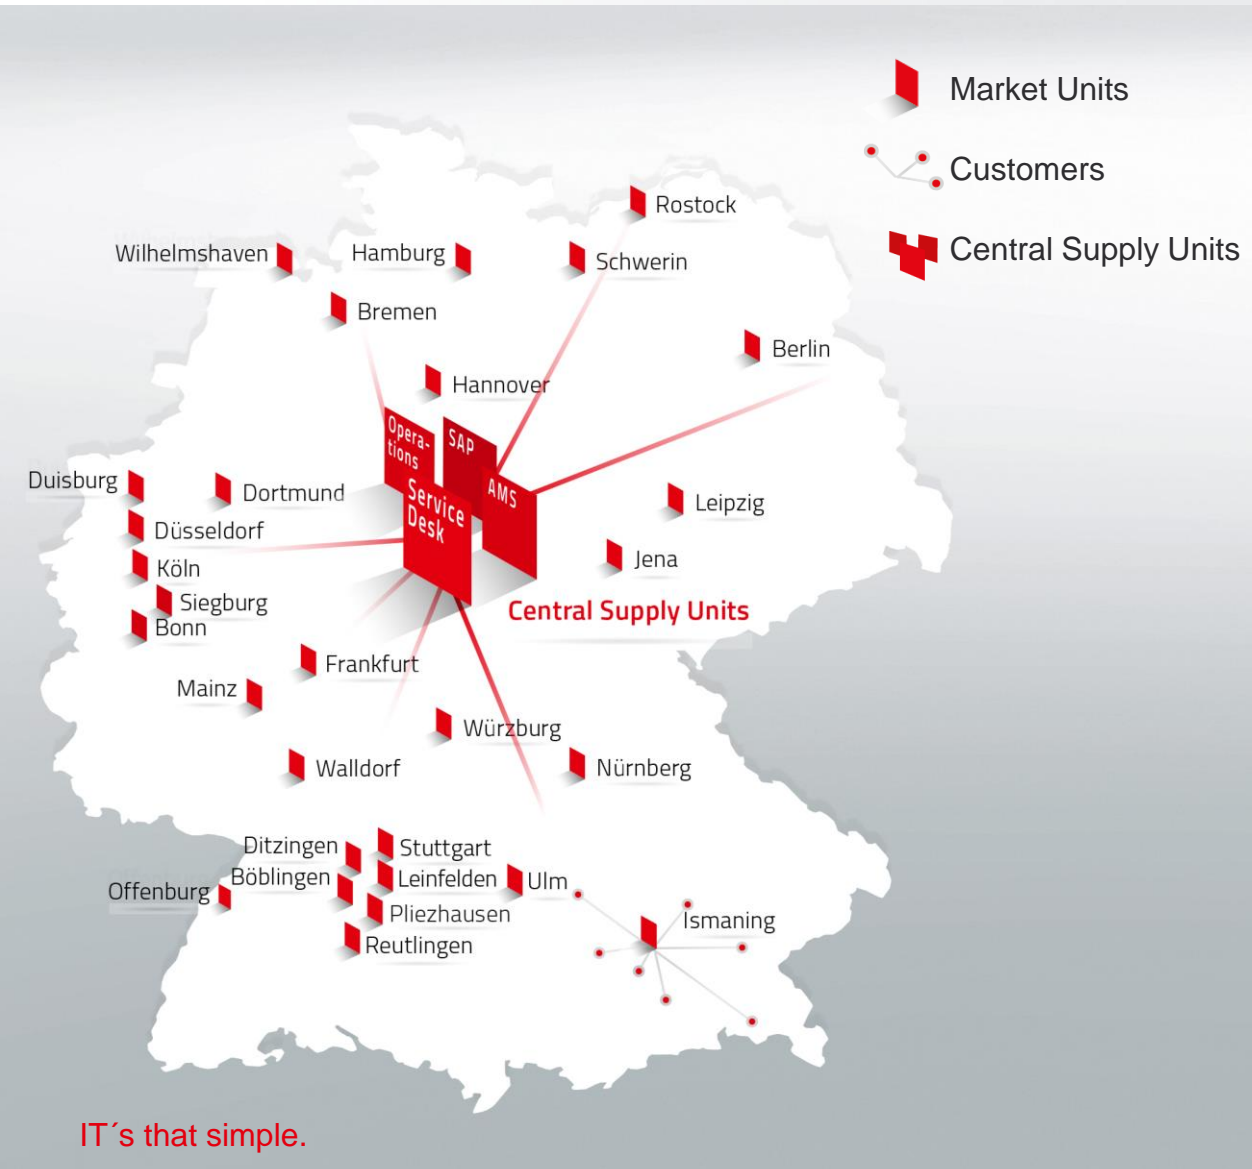 Market Units
Customers
Central Supply Units
Rostock
Wilhelmshaven
Hamburg
Schwerin
Bremen
Berlin
Hannover
Opera-
tions
SAP
AMS
Service
Desk
Duisburg
Dortmund
Leipzig
Düsseldorf
Jena
Köln
Siegburg
Bonn
Central Supply Units
Frankfurt
Mainz
Würzburg
Walldorf
Nürnberg
Ditzingen
Stuttgart
Böblingen
Leinfelden
Ulm
Offenburg
Pliezhausen
Ismaning
Reutlingen
IT´s that simple.